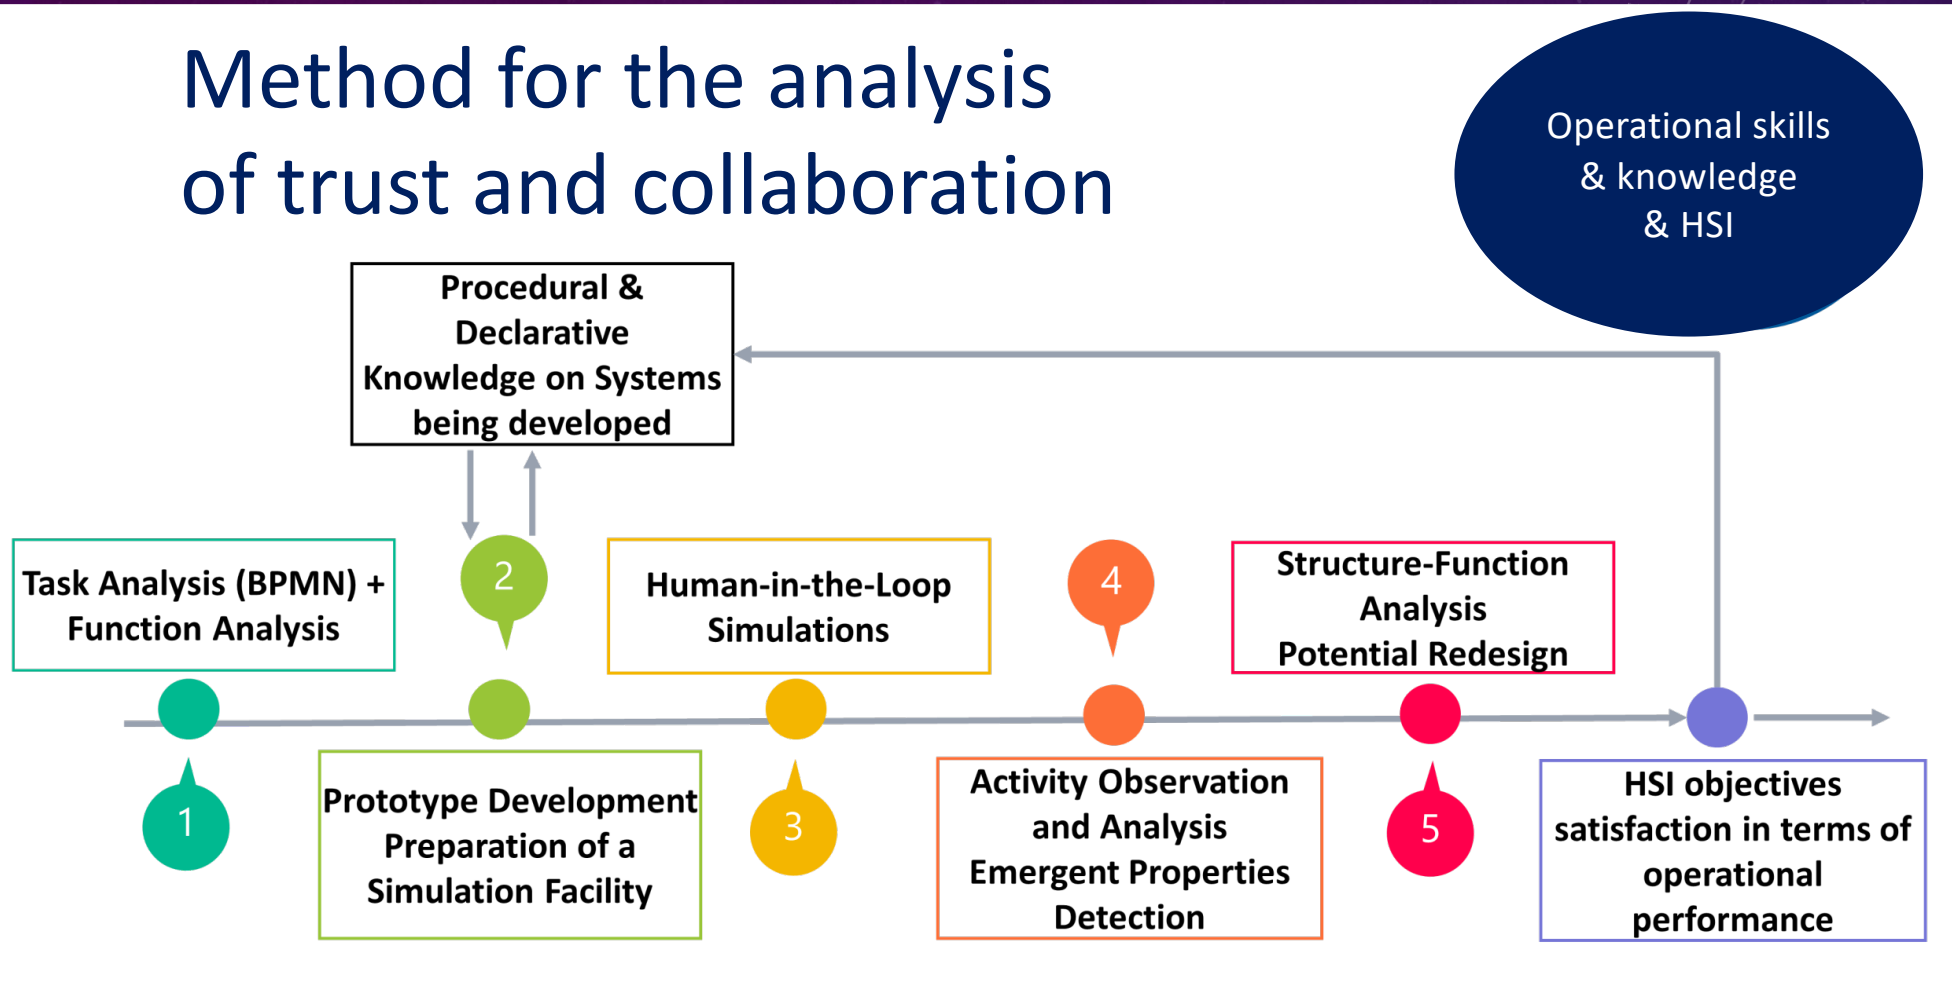 Method for the analysis
of trust and collaboration
Operational skills
& knowledge
& HSI
Procedural &
Declarative
Knowledge on Systems
being developed
Task Analysis (BPMN) +
Function Analysis
1
2
Prototype Development
Preparation of a
Simulation Facility
Human-in-the-Loop
Simulations
3
4
Activity Observation
and Analysis
Emergent Properties
Detection
Structure-Function
Analysis
Potential Redesign
5
HSI objectives
satisfaction in terms of
operational
performance